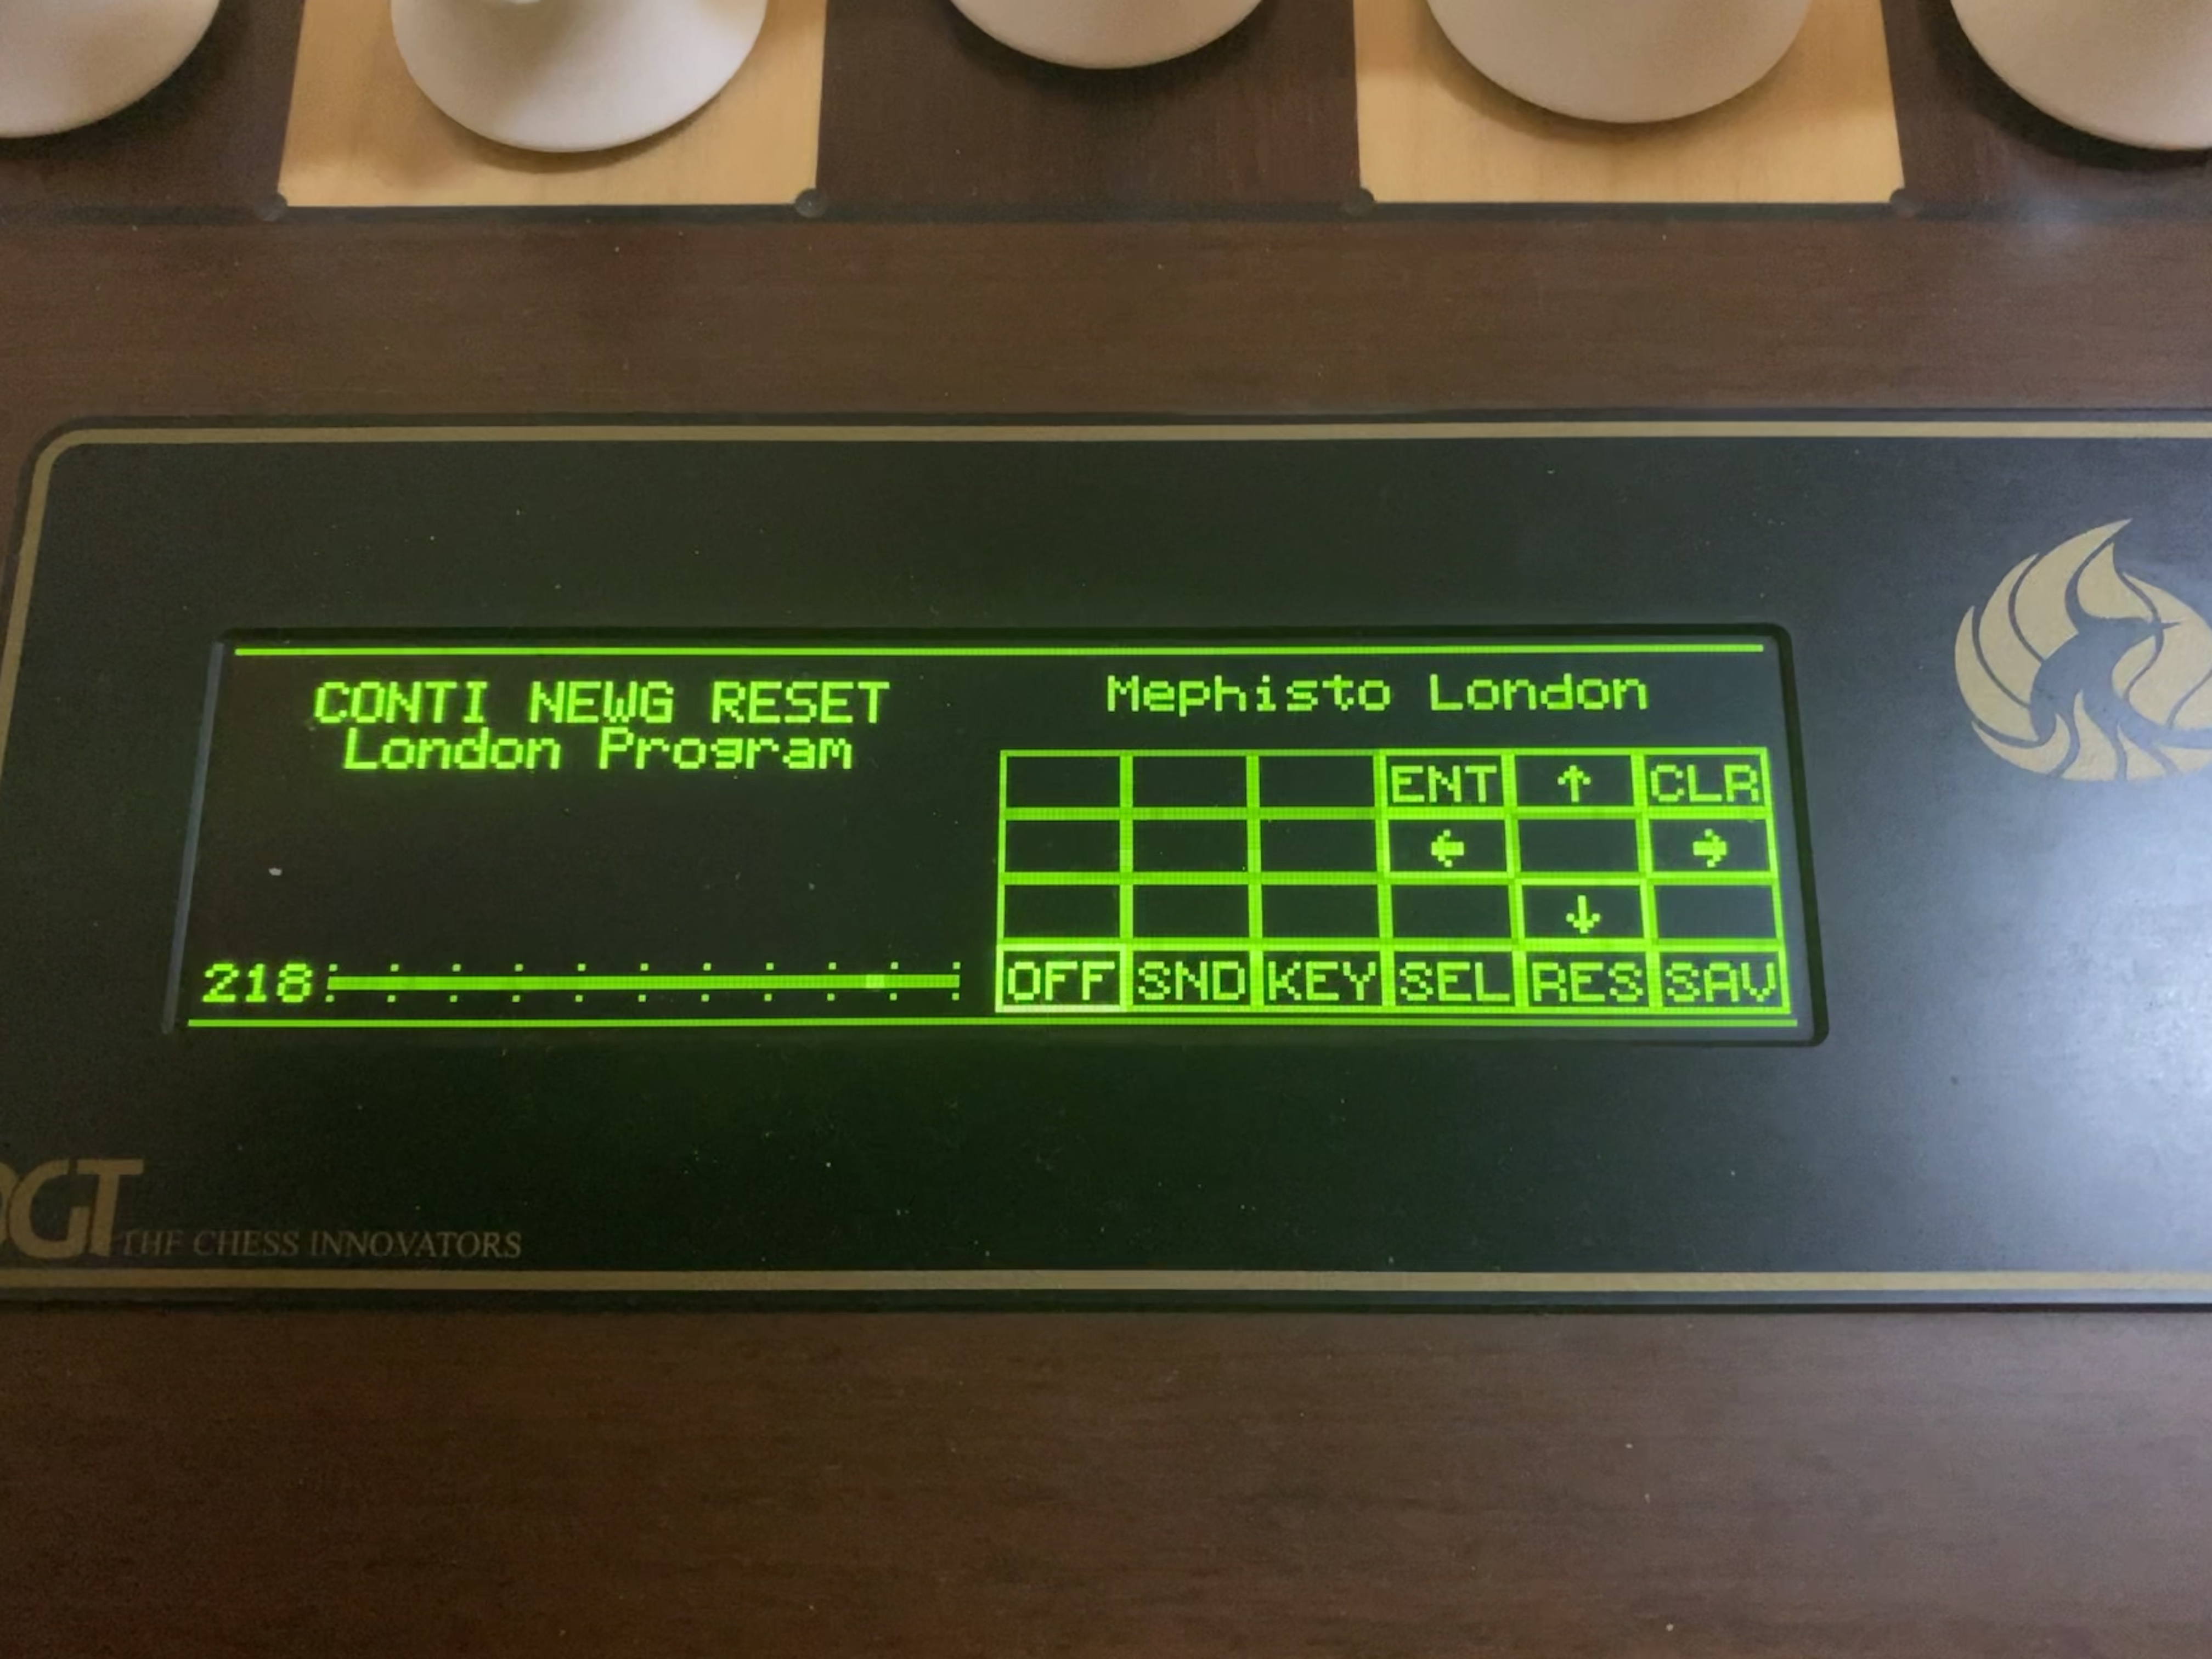 CONTI NEWG RESET
London Program
218
Mephisto London
ENT ↑ CLR
← →
↓
OFF SND KEY SEL RES SAV
DGT THE CHESS INNOVATORS